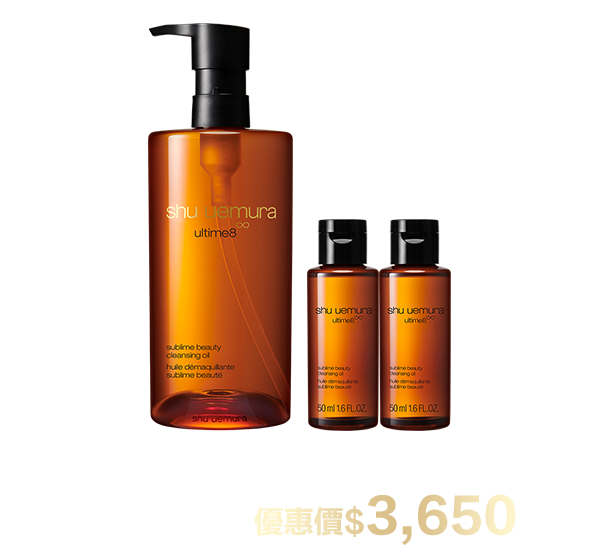 shu uemura
ultime8∞
sublime beauty
cleansing oil
huile démaquillante
sublime beauté
shu uemura
shu uemura
ultime8∞
sublime beauty
cleansing oil
huile démaquillante
sublime beauté
50 ml 1.6 FL.OZ.
shu uemura
ultime8∞
sublime beauty
cleansing oil
huile démaquillante
sublime beauté
50 ml 1.6 FL.OZ.
優惠價$3,650